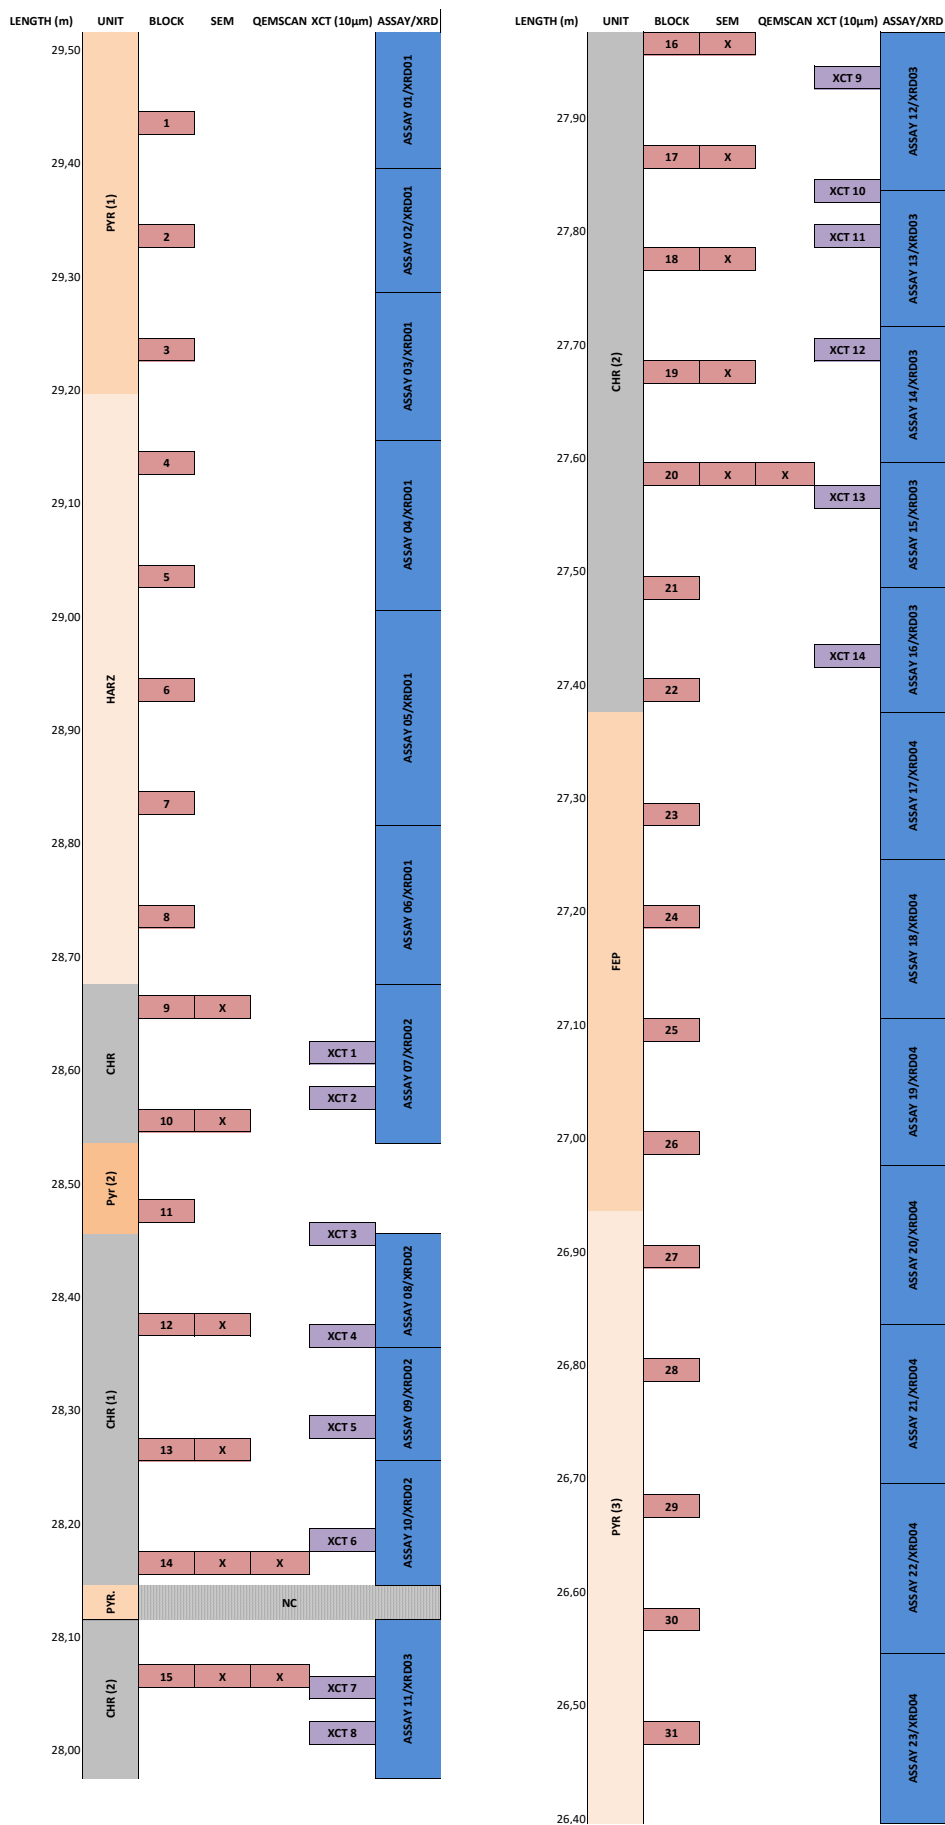 LENGTH (m) UNIT BLOCK SEM QEMSCAN XCT (10µm) ASSAY/XRD
29,50
ASSAY 01/XRD01
1
29,40
PYR (1)
ASSAY 02/XRD01
2
29,30
3
ASSAY 03/XRD01
29,20
4
29,10
ASSAY 04/XRD01
5
29,00
HARZ
6
ASSAY 05/XRD01
28,90
7
28,80
ASSAY 06/XRD01
8
28,70
9 X
CHR
XCT 1
ASSAY 07/XRD02
28,60
XCT 2
10 X
Pyr (2)
28,50
11
XCT 3
ASSAY 08/XRD02
28,40
12 X
XCT 4
CHR (1)
ASSAY 09/XRD02
28,30
XCT 5
13 X
ASSAY 10/XRD02
28,20
XCT 6
14 X X
PYR. NC
28,10
CHR (2)
15 X X
XCT 7
ASSAY 11/XRD03
XCT 8
28,00
LENGTH (m) UNIT BLOCK SEM QEMSCAN XCT (10µm) ASSAY/XRD
16 X
XCT 9
ASSAY 12/XRD03
27,90
17 X
XCT 10
27,80
XCT 11
ASSAY 13/XRD03
18 X
27,70
XCT 12
CHR (2)
19 X
ASSAY 14/XRD03
27,60
20 X X
XCT 13
ASSAY 15/XRD03
27,50
21
ASSAY 16/XRD03
XCT 14
27,40
22
ASSAY 17/XRD04
27,30
23
27,20
24
ASSAY 18/XRD04
FEP
27,10
25
ASSAY 19/XRD04
27,00
26
26,90
27
ASSAY 20/XRD04
26,80
28
ASSAY 21/XRD04
26,70
29
PYR (3)
ASSAY 22/XRD04
26,60
30
26,50
31
ASSAY 23/XRD04
26,40